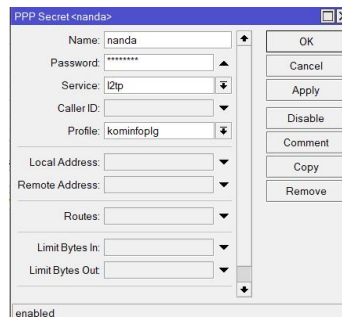 PPP Secret <nanda>
Name: nanda OK
Password: ******** Cancel
Service: l2tp Apply
Caller ID:
Profile: kominfoplg Disable
Comment
Local Address: Copy
Remote Address: Remove
Routes:
Limit Bytes In:
Limit Bytes Out:
enabled